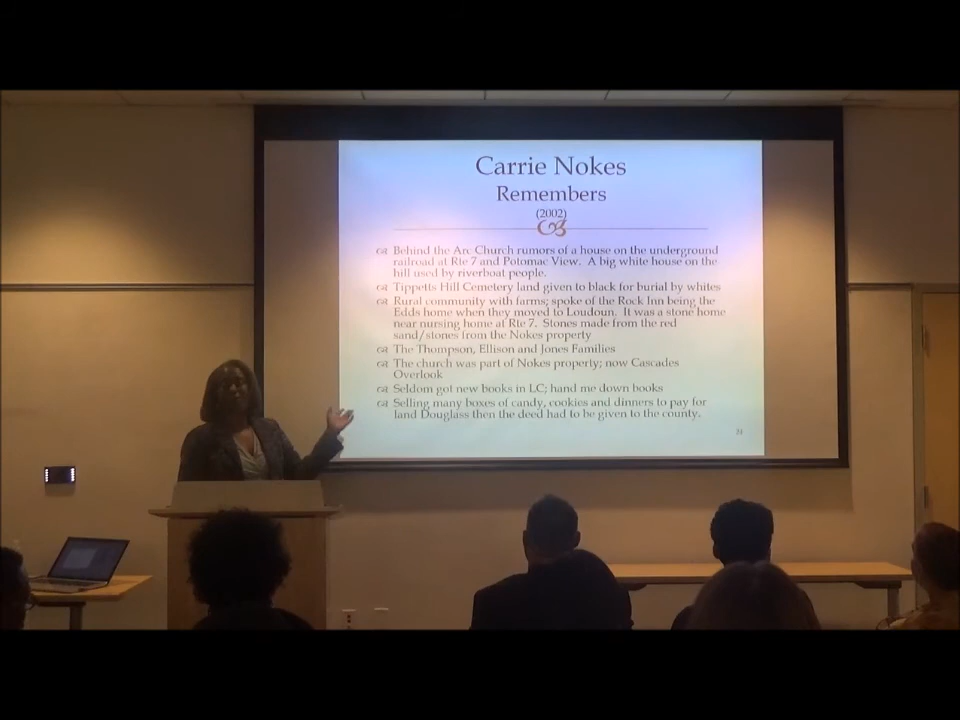 Carrie Nokes
Remembers
(2002)
Behind the Arc Church rumors of a house on the underground
railroad at Rte 7 and Potomac View. A big white house on the
hill used by riverboat people.
Tippetts Hill Cemetery land given to black for burial by whites
Rural community with farms; spoke of the Rock Inn being the
Edds home when they moved to Loudoun. It was a stone home
near nursing home at Rte 7. Stones made from the red
sand/stones from the Nokes property
The Thompson, Ellison and Jones Families
The church was part of Nokes property; now Cascades
Overlook
Seldom got new books in LC; hand me down books
Selling many boxes of candy, cookies and dinners to pay for
land Douglass then the deed had to be given to the county.